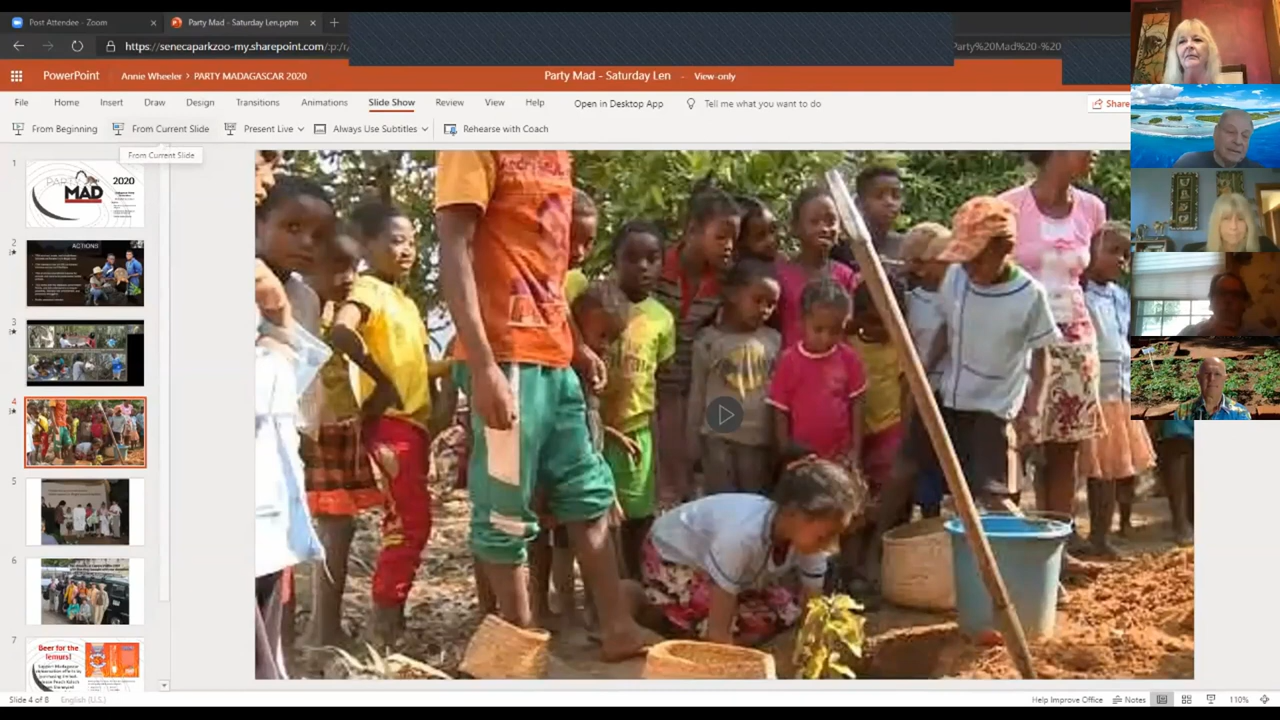 Post Attendee - Zoom
Party Mad - Saturday Len.pptm
https://senecaparkzoo-my.sharepoint.com/:p:/r/
Party%20Mad%20-%20
PowerPoint
Annie Wheeler > PARTY MADAGASCAR 2020
Party Mad - Saturday Len - View-only
File Home Insert Draw Design Transitions Animations Slide Show Review View Help Open in Desktop App Tell me what you want to do
Share
From Beginning From Current Slide Present Live Always Use Subtitles Rehearse with Coach
From Current Slide
1
MAD
2020
2
ACTIONS
3
4
5
6
7
Beer for the
lemurs!
Slide 4 of 8 English (U.S.) Help Improve Office Notes 110%